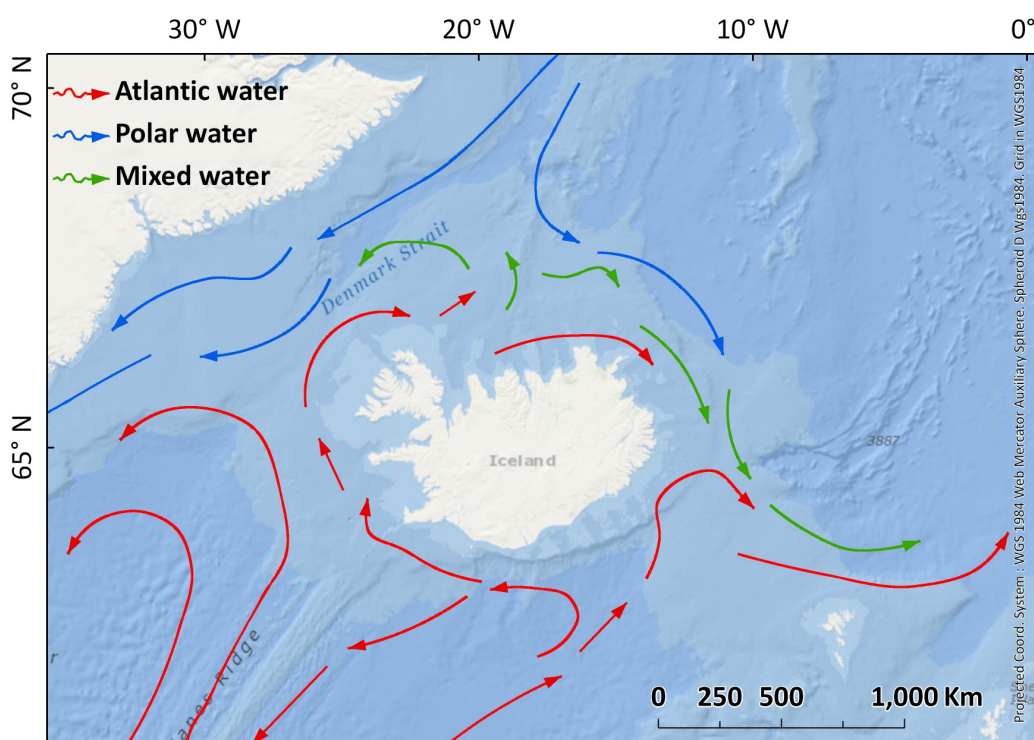 30° W
20° W
10° W
0°
70° N
65° N
Atlantic water
Polar water
Mixed water
Denmark Strait
Iceland
3887
r
anes Ridge
0 250 500 1,000 Km
Projected Coord. System : WGS 1984 Web Mercator Auxiliary Sphere. Spheroid D Wgs1984. Grid in WGS1984